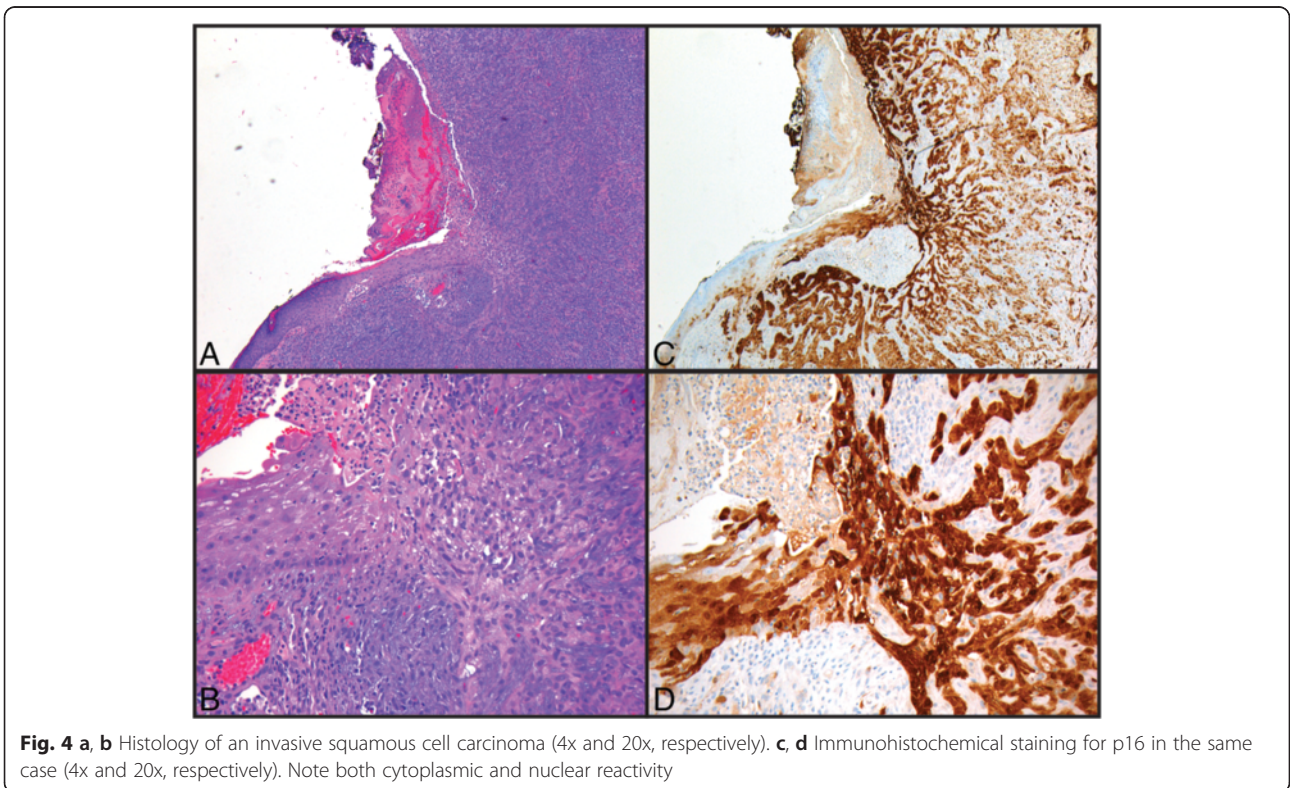 A
C
B
D
Fig. 4 a, b Histology of an invasive squamous cell carcinoma (4x and 20x, respectively). c, d Immunohistochemical staining for p16 in the same
case (4x and 20x, respectively). Note both cytoplasmic and nuclear reactivity